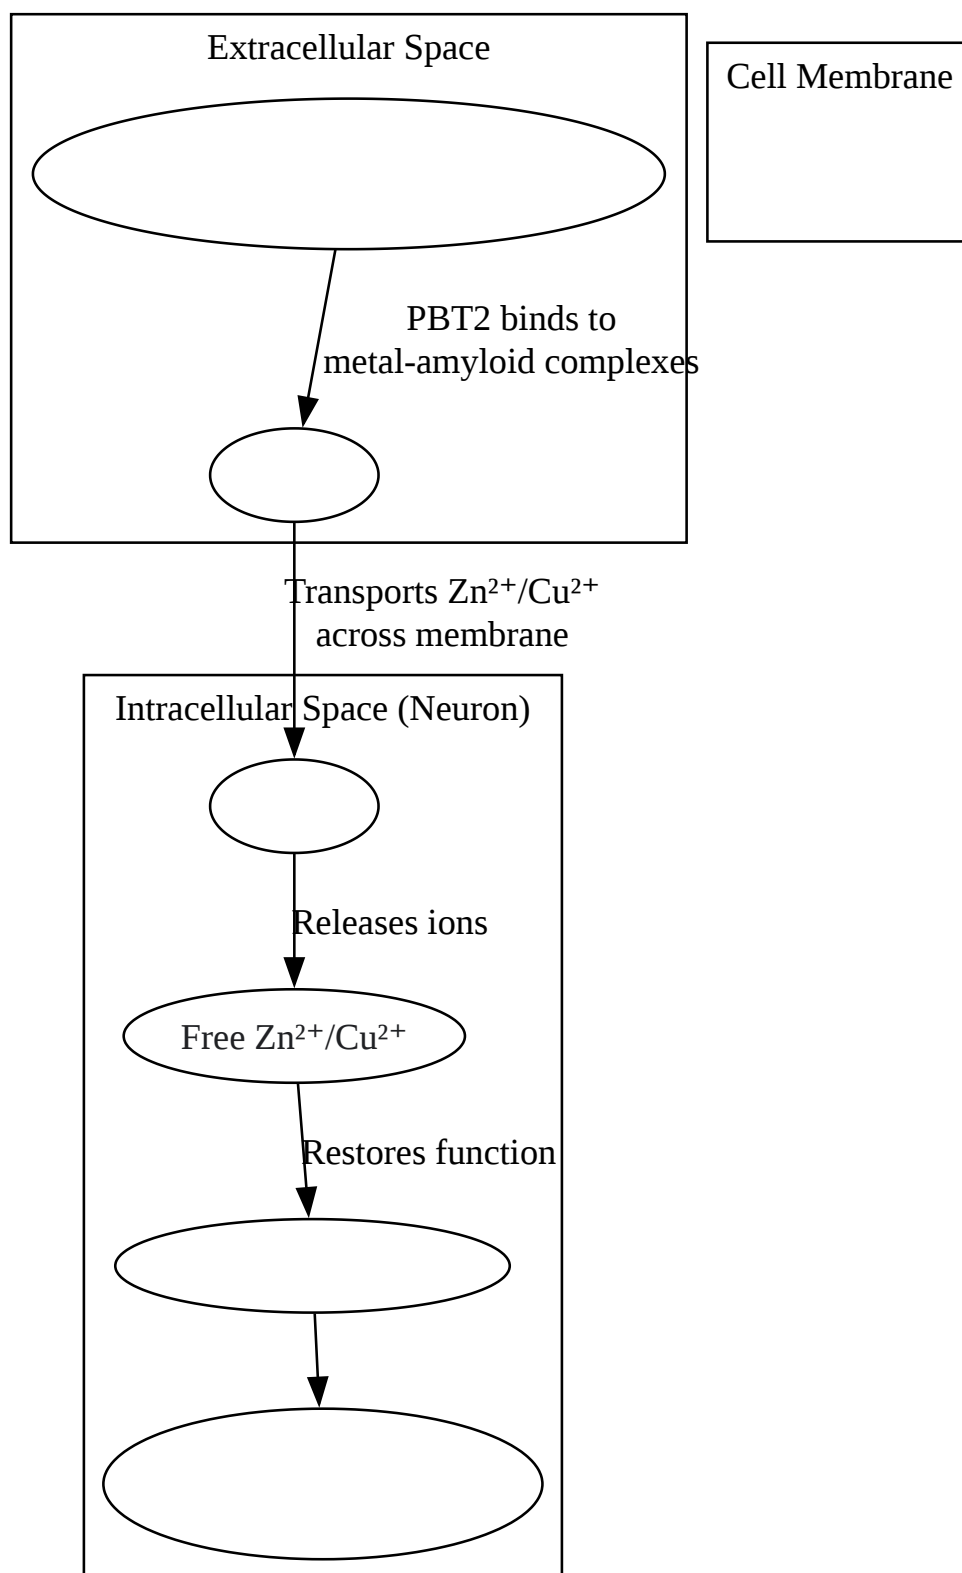 Extracellular Space
Cell Membrane
PBT2 binds to
metal-amyloid complexes
Transports Zn²⁺/Cu²⁺
across membrane
Intracellular Space (Neuron)
Releases ions
Free Zn²⁺/Cu²⁺
Restores function